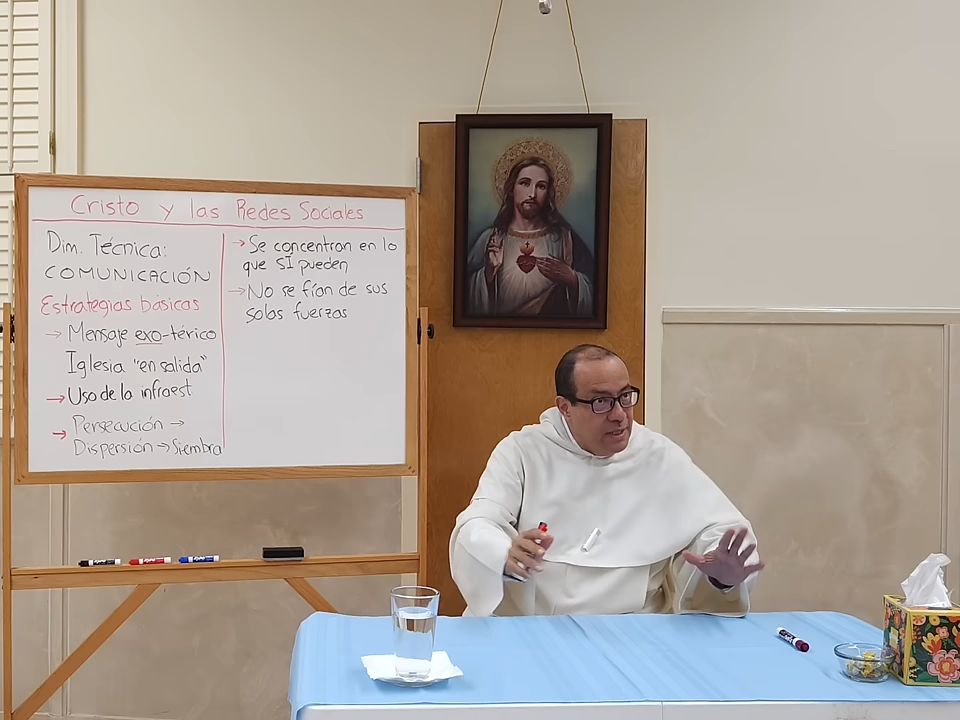 Cristo y las Redes Sociales
Dim. Técnica:
COMUNICACIÓN
Estrategias básicas
→ Mensaje exo-térico
Iglesia "en salida"
→ Uso de la infraest
→ Persecución →
Dispersión → Siembra
→ Se concentran en lo
que SÍ pueden
→ No se fían de sus
solas fuerzas